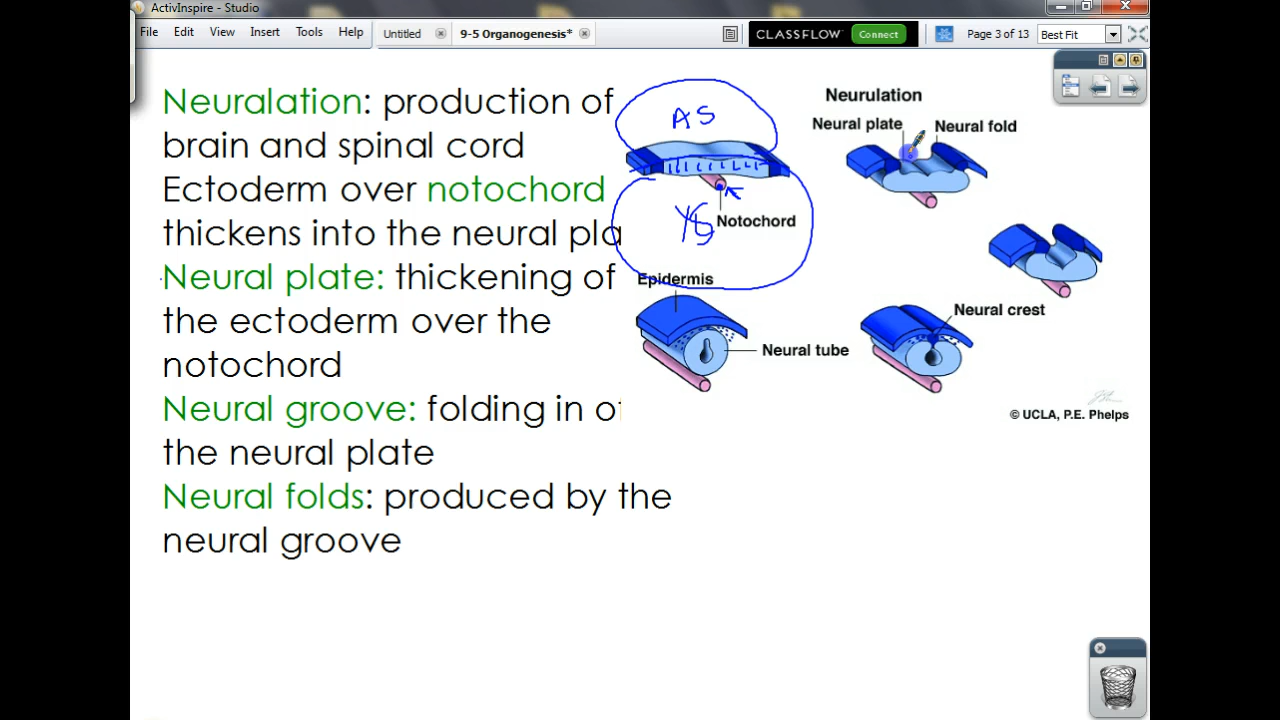 ActivInspire - Studio
File Edit View Insert Tools Help
Untitled
9-5 Organogenesis*
CLASSFLOW Connect
Page 3 of 13
Best Fit
Neuralation: production of
brain and spinal cord
Ectoderm over notochord
thickens into the neural pla
Neural plate: thickening of
the ectoderm over the
notochord
Neural groove: folding in of
the neural plate
Neural folds: produced by the
neural groove
AS
YS
Notochord
Neurulation
Neural plate
Neural fold
Epidermis
Neural tube
Neural crest
© UCLA, P.E. Phelps